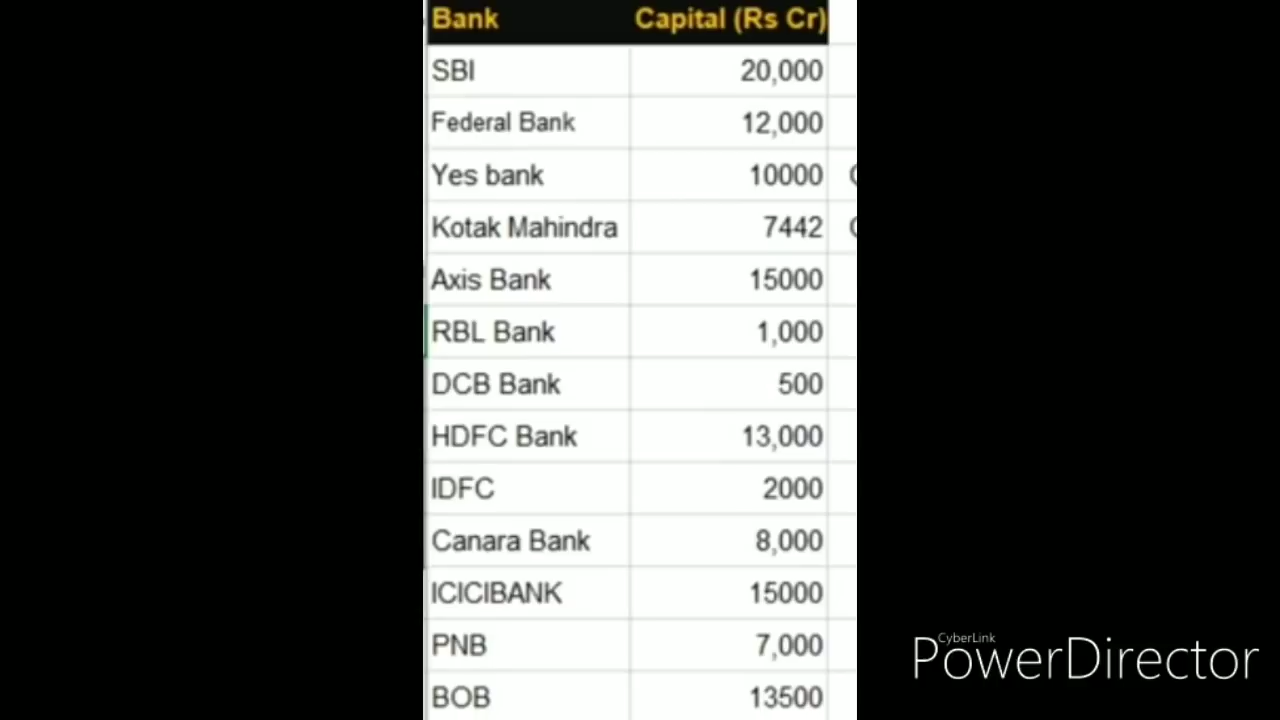 Bank Capital (Rs Cr)
SBI 20,000
Federal Bank 12,000
Yes bank 10000
Kotak Mahindra 7442
Axis Bank 15000
RBL Bank 1,000
DCB Bank 500
HDFC Bank 13,000
IDFC 2000
Canara Bank 8,000
ICICIBANK 15000
PNB 7,000
BOB 13500
CyberLink
PowerDirector